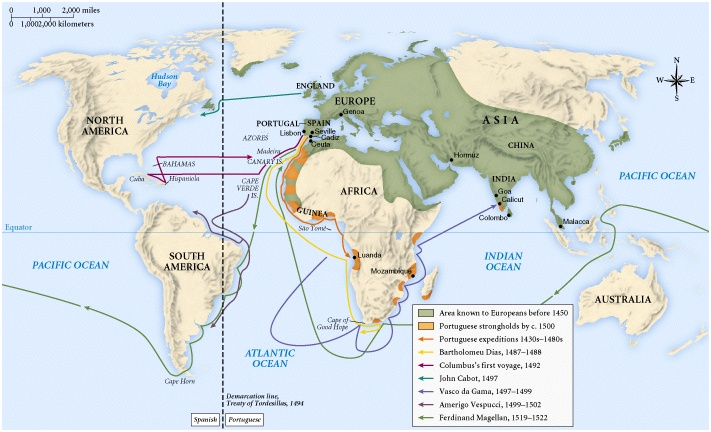 0 1,000 2,000 miles
0 1,000 2,000 kilometers
Hudson
Bay
NORTH
AMERICA
ENGLAND
EUROPE
Genoa
PORTUGAL
SPAIN
Lisbon
Seville
Cadiz
Ceuta
AZORES
Madeira
CANARY IS.
BAHAMAS
Cuba
Hispaniola
CAPE
VERDE
IS.
AFRICA
GUINEA
São Tomé
Luanda
Mozambique
Cape of
Good Hope
ASIA
CHINA
Hormuz
INDIA
Goa
Calicut
Colombo
Malacca
N
W
E
S
PACIFIC OCEAN
Equator
SOUTH
AMERICA
PACIFIC OCEAN
INDIAN
OCEAN
AUSTRALIA
ATLANTIC
OCEAN
Cape Horn
Demarcation line,
Treaty of Tordesillas, 1494
Spanish
Portuguese
Area known to Europeans before 1450
Portuguese strongholds by c. 1500
Portuguese expeditions 1430s–1480s
Bartholomeu Dias, 1487–1488
Columbus's first voyage, 1492
John Cabot, 1497
Vasco da Gama, 1497–1499
Amerigo Vespucci, 1499–1502
Ferdinand Magellan, 1519–1522